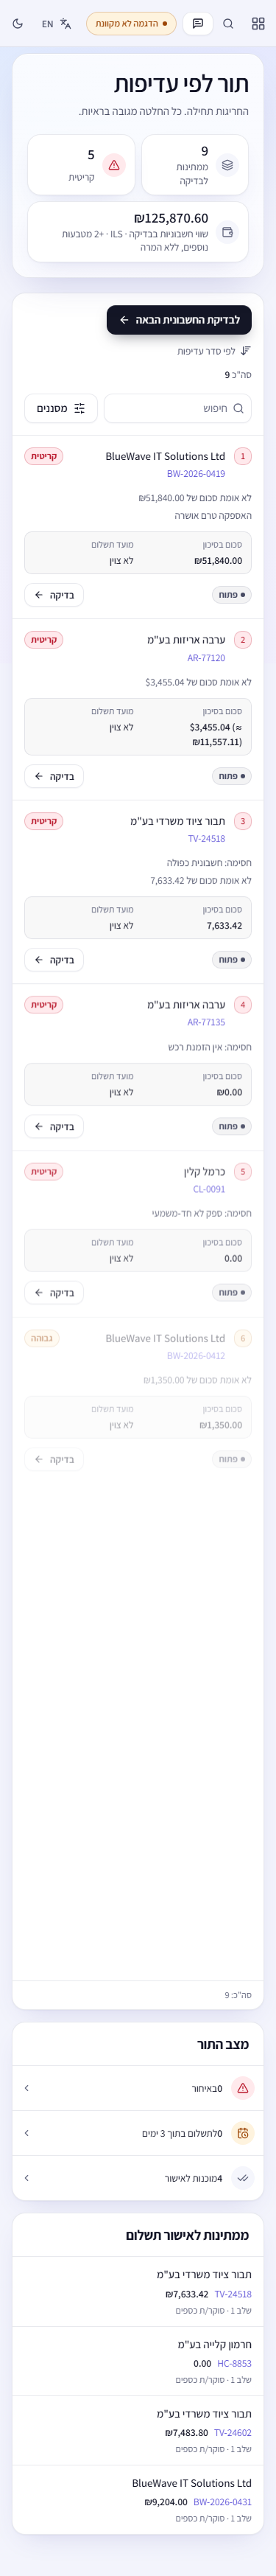 הדגמה לא מקוונת
EN
תור לפי עדיפות
החריגות תחילה. כל החלטה מגובה בראיות.
9
ממתינות
לבדיקה
5
קריטית
₪125,870.60
שווי חשבוניות בבדיקה · ILS · ‏+2 מטבעות
נוספים, ללא המרה
לבדיקת החשבונית הבאה
לפי סדר עדיפות
סה"כ 9
חיפוש
מסננים
1
BlueWave IT Solutions Ltd
קריטית
BW-2026-0419
לא אומת סכום של ₪51,840.00
האספקה טרם אושרה
סכום בסיכון
מועד תשלום
₪51,840.00
לא צוין
פתוח
בדיקה
2
ערבה אריזות בע"מ
קריטית
AR-77120
לא אומת סכום של $3,455.04
סכום בסיכון
מועד תשלום
$3,455.04 (≈
₪11,557.11)
לא צוין
פתוח
בדיקה
3
תבור ציוד משרדי בע"מ
קריטית
TV-24518
חסימה: חשבונית כפולה
לא אומת סכום של 7,633.42
סכום בסיכון
מועד תשלום
7,633.42
לא צוין
פתוח
בדיקה
4
ערבה אריזות בע"מ
קריטית
AR-77135
חסימה: אין הזמנת רכש
סכום בסיכון
מועד תשלום
₪0.00
לא צוין
פתוח
בדיקה
5
כרמל קלין
קריטית
CL-0091
חסימה: ספק לא חד-משמעי
סכום בסיכון
מועד תשלום
0.00
לא צוין
פתוח
בדיקה
6
BlueWave IT Solutions Ltd
גבוהה
BW-2026-0412
לא אומת סכום של ₪1,350.00
סכום בסיכון
מועד תשלום
₪1,350.00
לא צוין
פתוח
בדיקה
סה"כ: 9
מצב התור
0באיחור
0לתשלום בתוך 3 ימים
4מוכנות לאישור
ממתינות לאישור תשלום
תבור ציוד משרדי בע"מ
TV-24518 ₪7,633.42
שלב 1 · סוקר/ת כספים
חרמון קלייה בע"מ
HC-8853 0.00
שלב 1 · סוקר/ת כספים
תבור ציוד משרדי בע"מ
TV-24602 ₪7,483.80
שלב 1 · סוקר/ת כספים
BlueWave IT Solutions Ltd
BW-2026-0431 ₪9,204.00
שלב 1 · סוקר/ת כספים